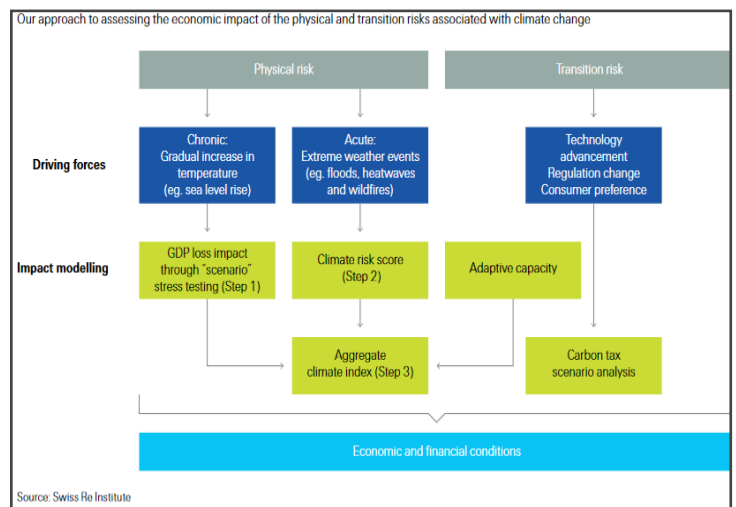 Our approach to assessing the economic impact of the physical and transition risks associated with climate change
Physical risk
Transition risk
Driving forces
Chronic:
Gradual increase in
temperature
(eg. sea level rise)
Acute:
Extreme weather events
(eg. floods, heatwaves
and wildfires)
Technology
advancement
Regulation change
Consumer preference
Impact modelling
GDP loss impact
through "scenario"
stress testing (Step 1)
Climate risk score
(Step 2)
Adaptive capacity
Aggregate
climate index (Step 3)
Carbon tax
scenario analysis
Economic and financial conditions
Source: Swiss Re Institute